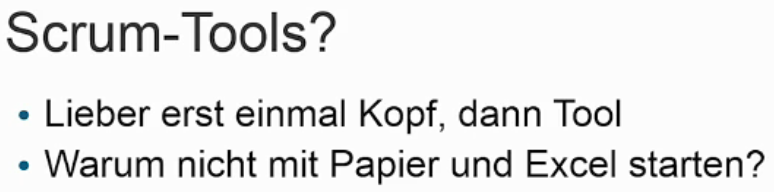 Scrum-Tools?
• Lieber erst einmal Kopf, dann Tool
• Warum nicht mit Papier und Excel starten?